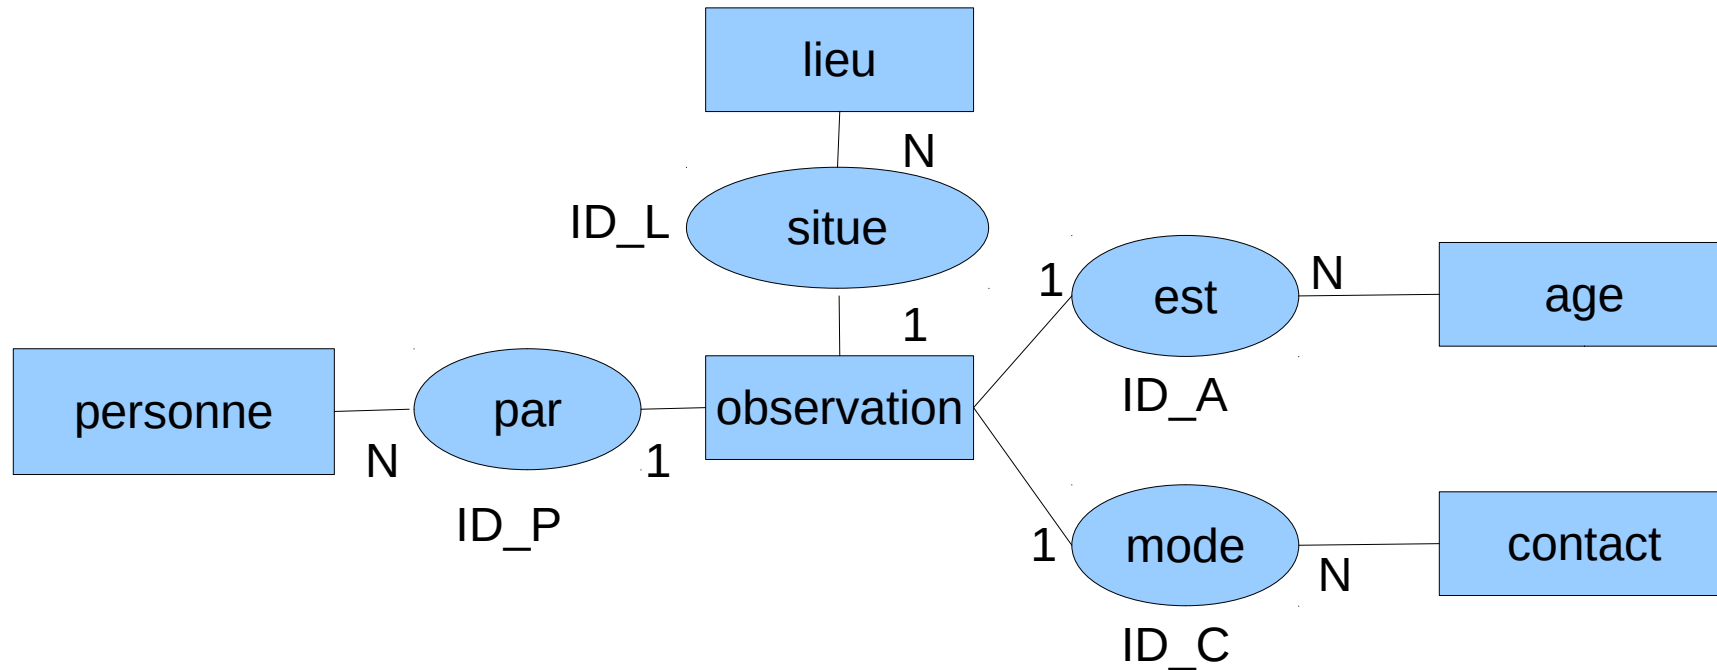 lieu
N
ID_L
situe
1
1
est
N
age
ID_A
personne
N
par
1
observation
ID_P
1
mode
N
contact
ID_C